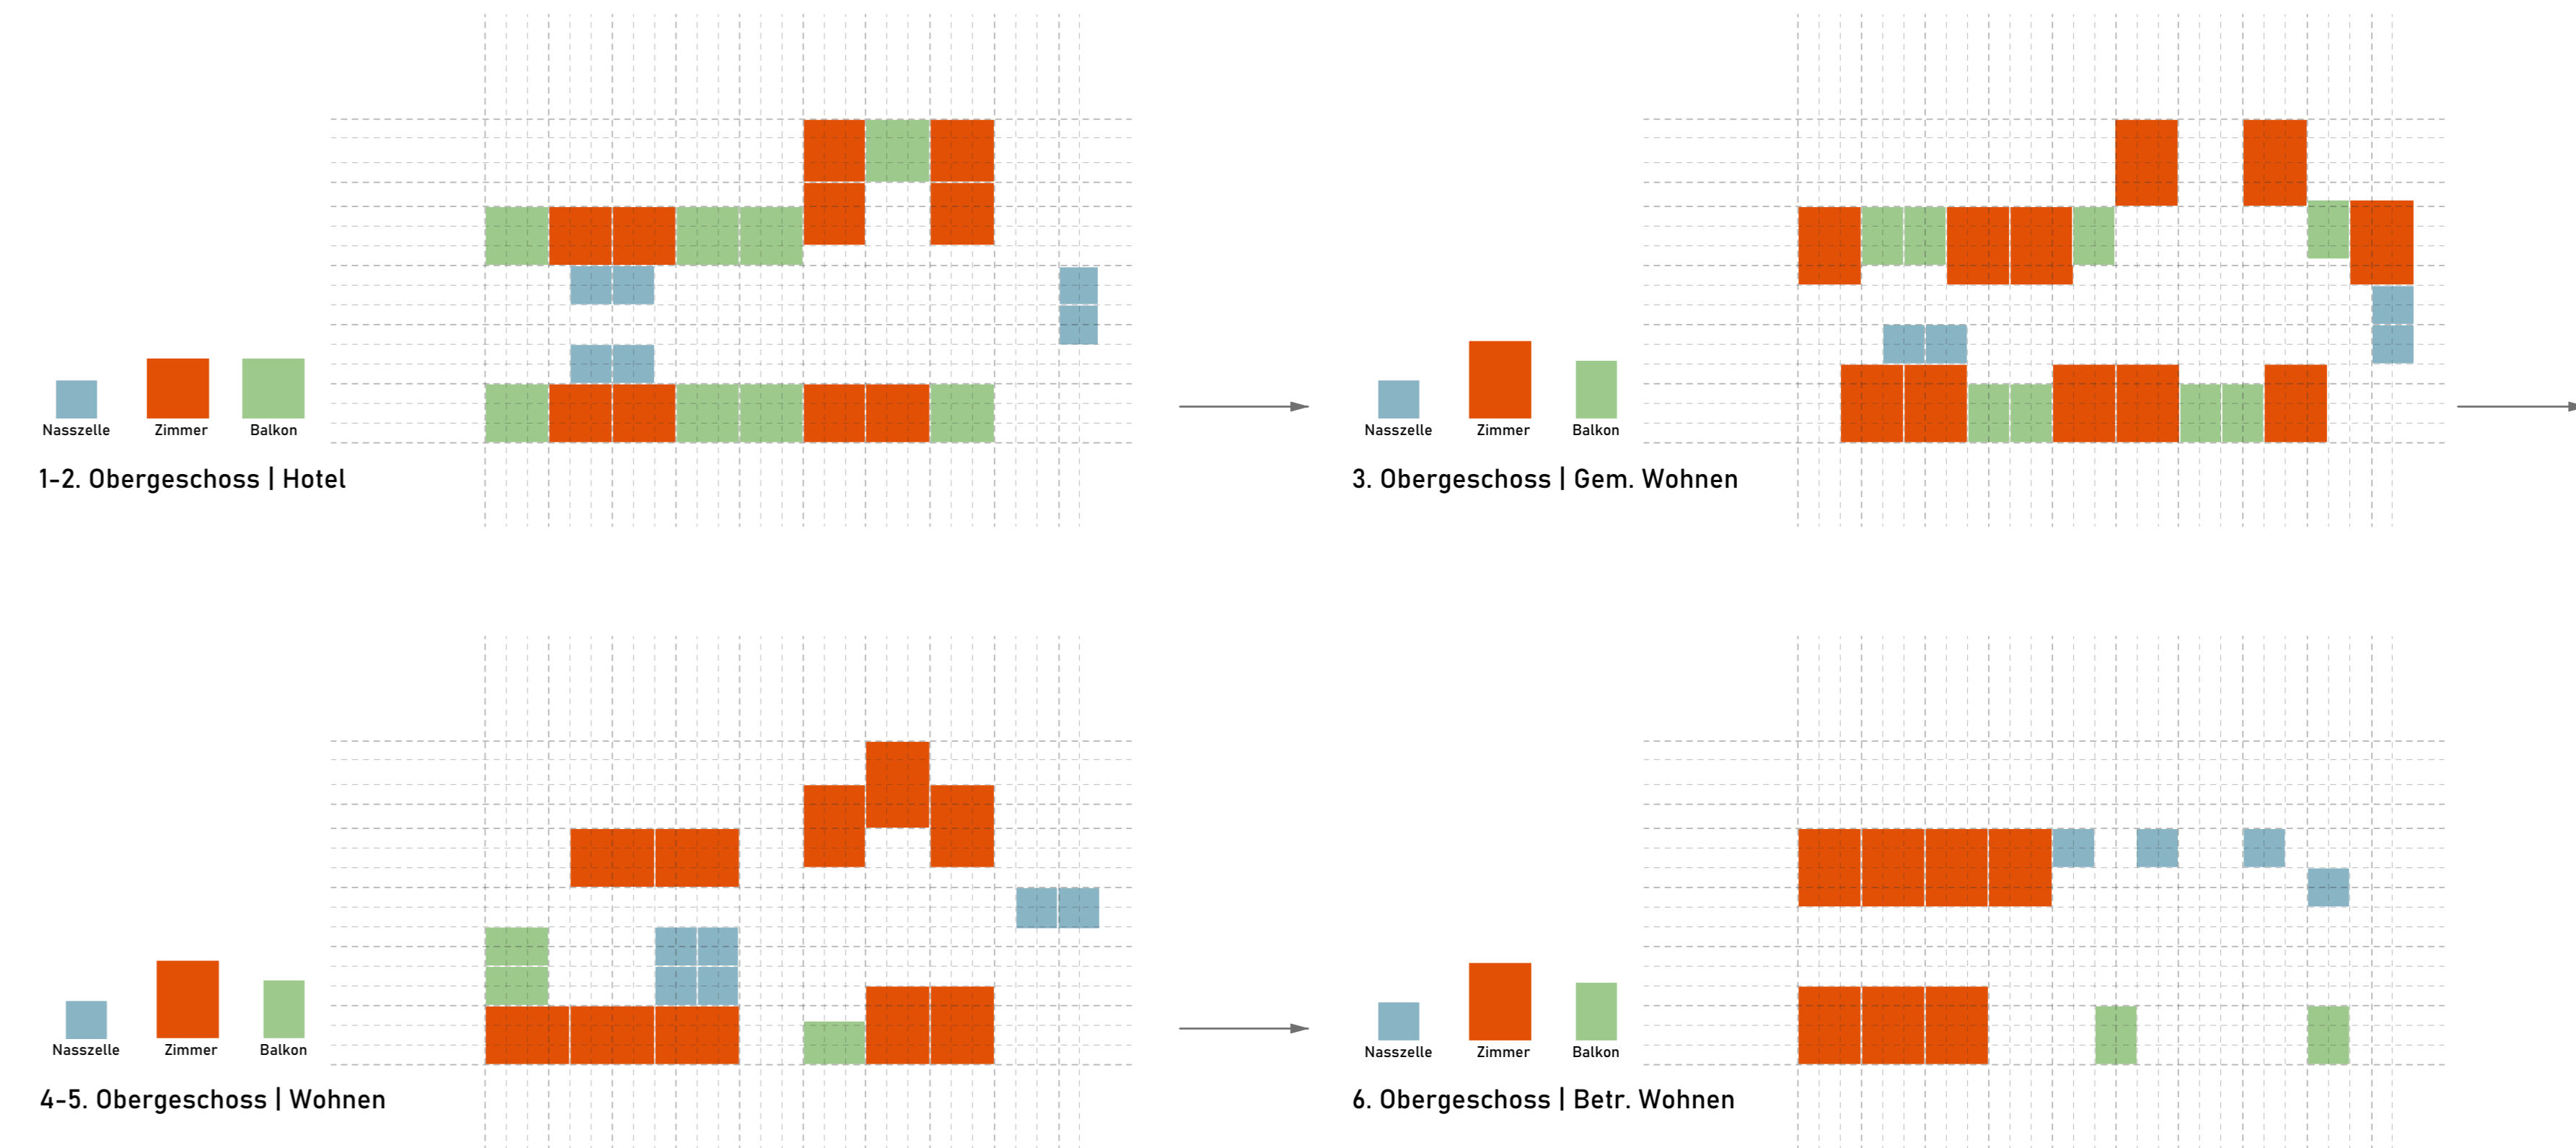 Nasszelle Zimmer Balkon
1-2. Obergeschoss | Hotel
Nasszelle Zimmer Balkon
3. Obergeschoss | Gem. Wohnen
Nasszelle Zimmer Balkon
4-5. Obergeschoss | Wohnen
Nasszelle Zimmer Balkon
6. Obergeschoss | Betr. Wohnen